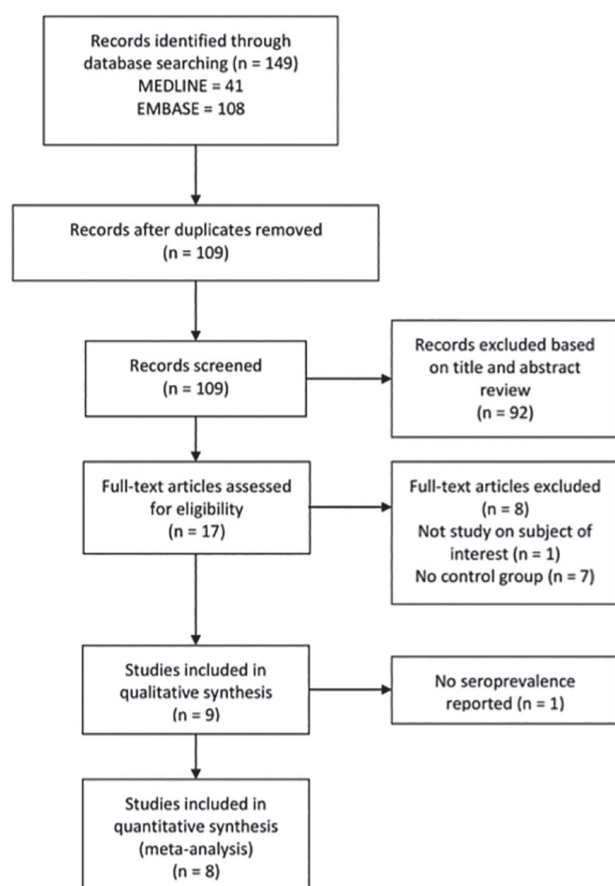 Records identified through
database searching (n = 149)
MEDLINE = 41
EMBASE = 108
Records after duplicates removed
(n = 109)
Records screened
(n = 109)
Records excluded based
on title and abstract
review
(n = 92)
Full-text articles assessed
for eligibility
(n = 17)
Full-text articles excluded
(n = 8)
Not study on subject of
interest (n = 1)
No control group (n = 7)
Studies included in
qualitative synthesis
(n = 9)
No seroprevalence
reported (n = 1)
Studies included in
quantitative synthesis
(meta-analysis)
(n = 8)